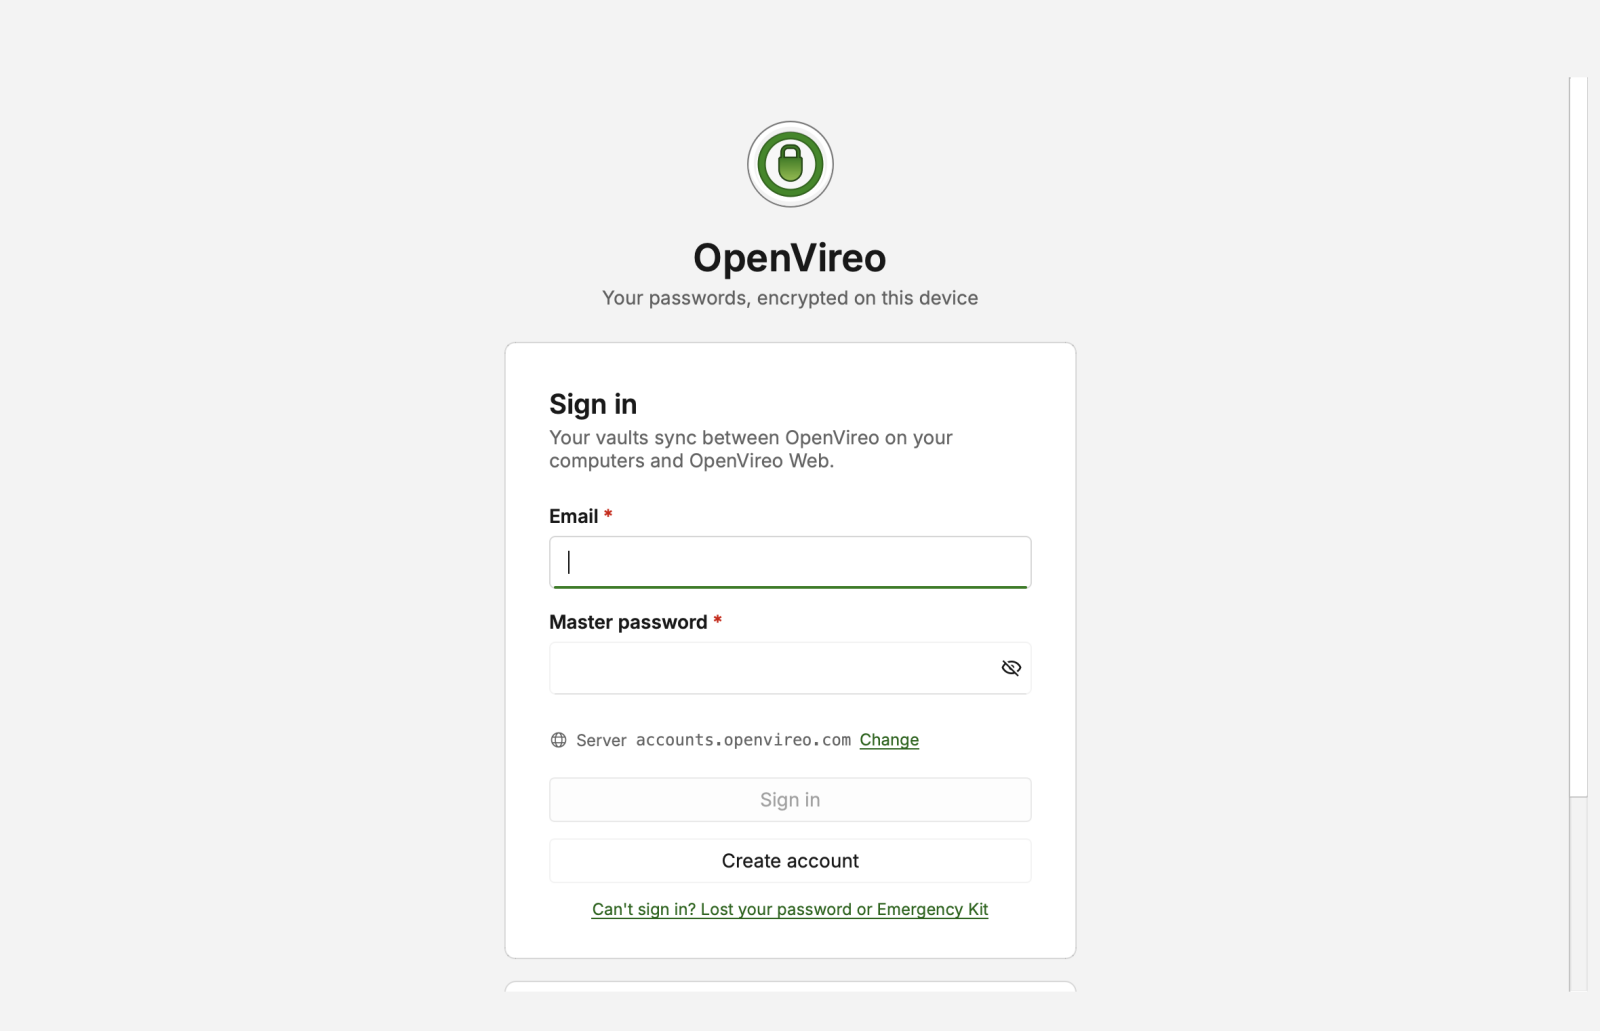 OpenVireo
Your passwords, encrypted on this device
Sign in
Your vaults sync between OpenVireo on your
computers and OpenVireo Web.
Email *
Master password *
Server accounts.openvireo.com Change
Sign in
Create account
Can't sign in? Lost your password or Emergency Kit